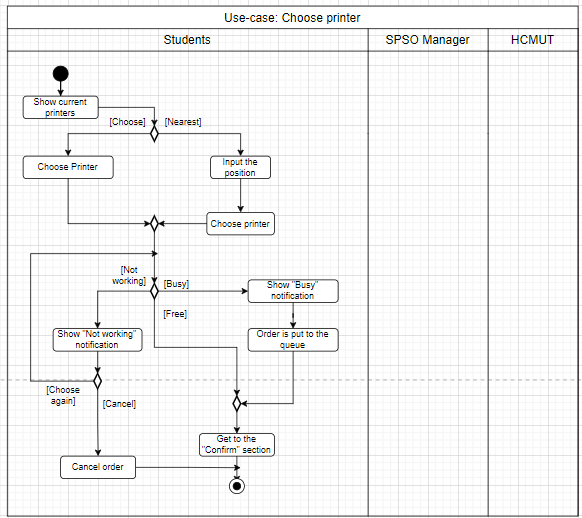 Use-case: Choose printer
Students
SPSO Manager
HCMUT
Show current
printers
[Choose]
[Nearest]
Choose Printer
Input the
position
Choose printer
[Not
working]
[Busy]
Show "Busy"
notification
[Free]
Show "Not working"
notification
Order is put to the
queue
[Choose
again]
[Cancel]
Get to the
"Confirm" section
Cancel order